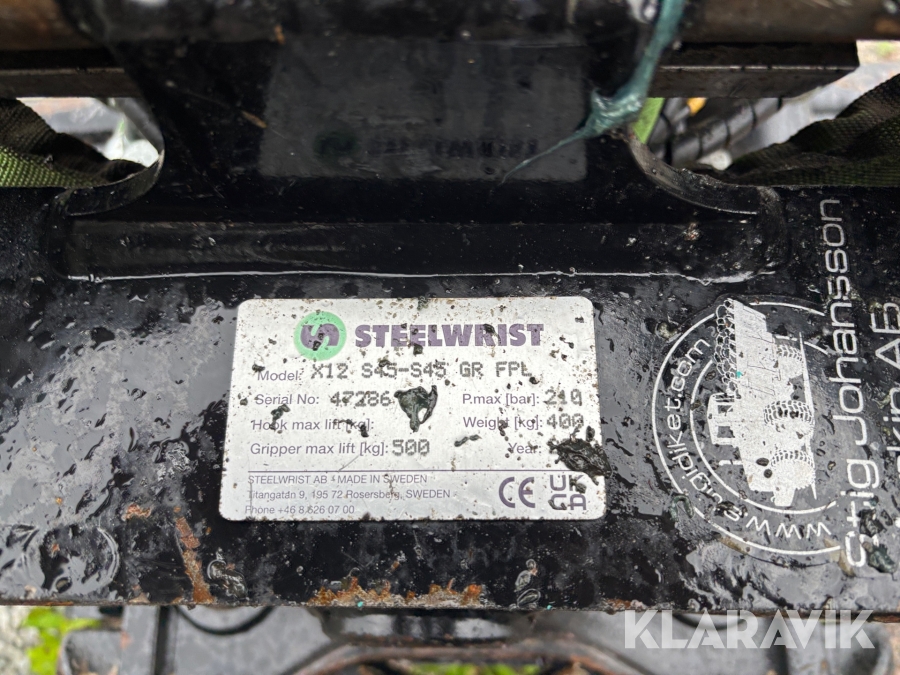 STEELWRIST
Model: X12 S45-S45 GR FPL
Serial No: 47286
P.max [bar]: 210
Hook max lift [kg]:
Weight [kg]: 400
Gripper max lift [kg]: 500
Year:
STEELWRIST AB • MADE IN SWEDEN
Titangatan 9, 195 72 Rosersberg, SWEDEN
Phone +46 8 626 00 00
CE
UK
CA
Stig Johansson
AB
KLARAVIK